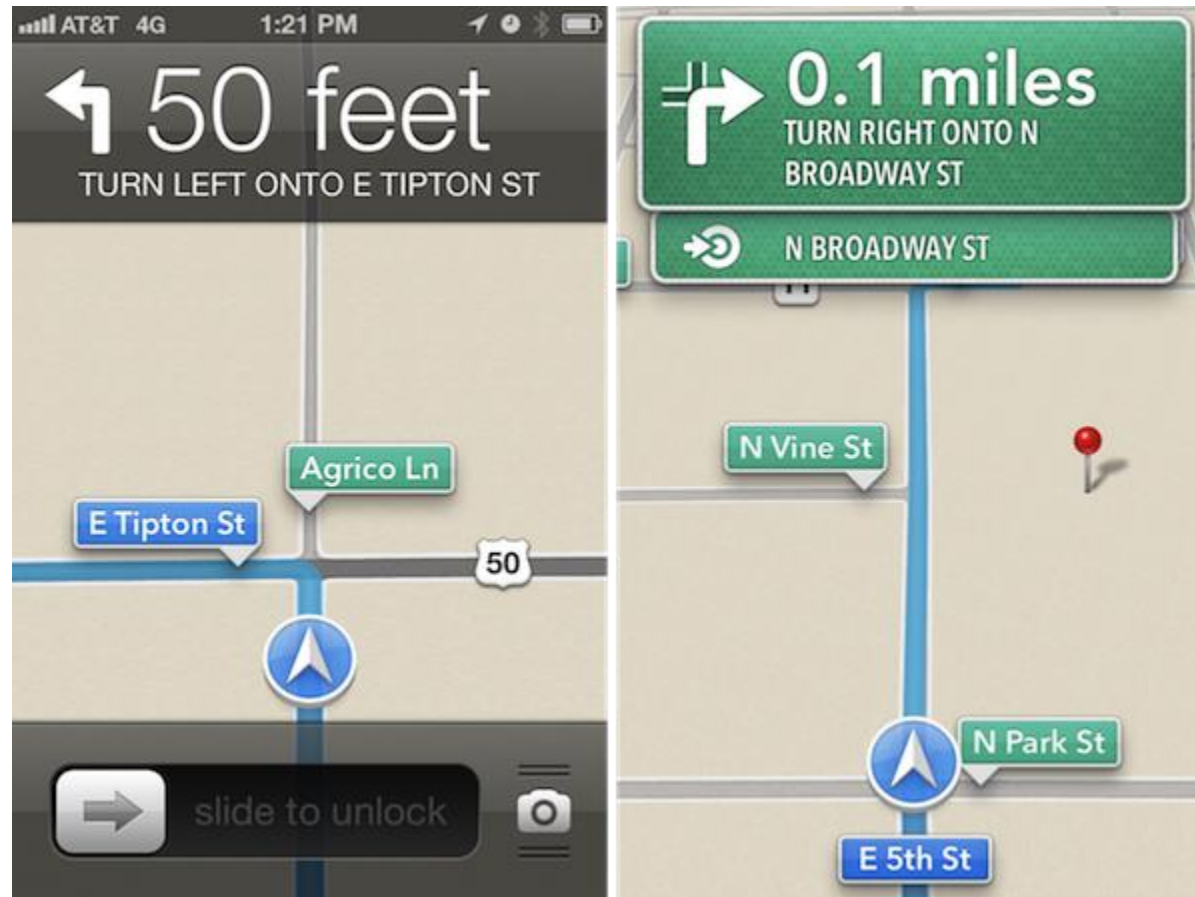 AT&T 4G 1:21 PM
50 feet
TURN LEFT ONTO E TIPTON ST
Agrico Ln
E Tipton St
50
slide to unlock
0.1 miles
TURN RIGHT ONTO N
BROADWAY ST
N BROADWAY ST
N Vine St
N Park St
E 5th St